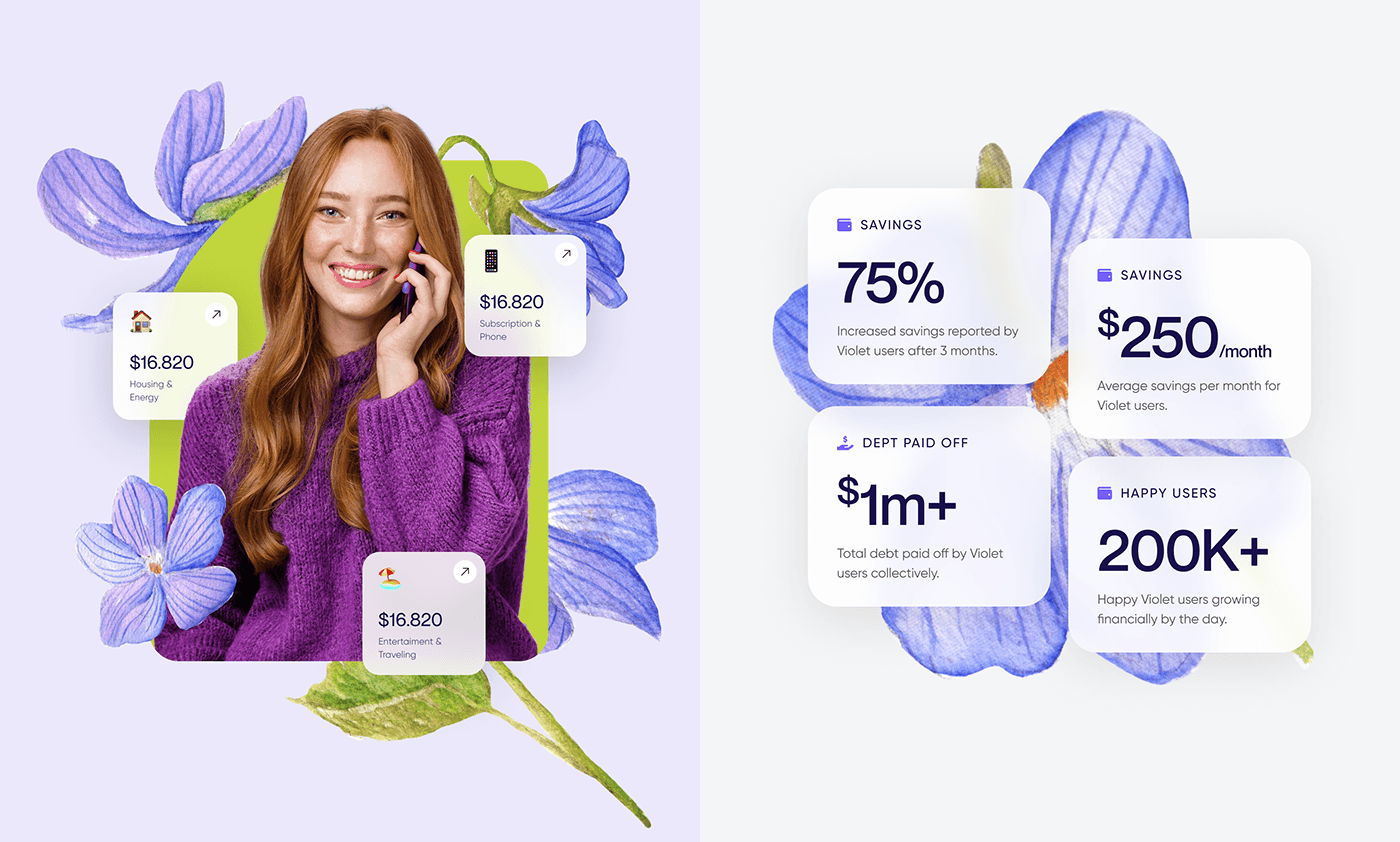 $16.820
Subscription &
Phone
$16.820
Housing &
Energy
$16.820
Entertaiment &
Traveling
SAVINGS
75%
Increased savings reported by
Violet users after 3 months.
SAVINGS
$250/month
Average savings per month for
Violet users.
DEPT PAID OFF
$1m+
Total debt paid off by Violet
users collectively.
HAPPY USERS
200K+
Happy Violet users growing
financially by the day.